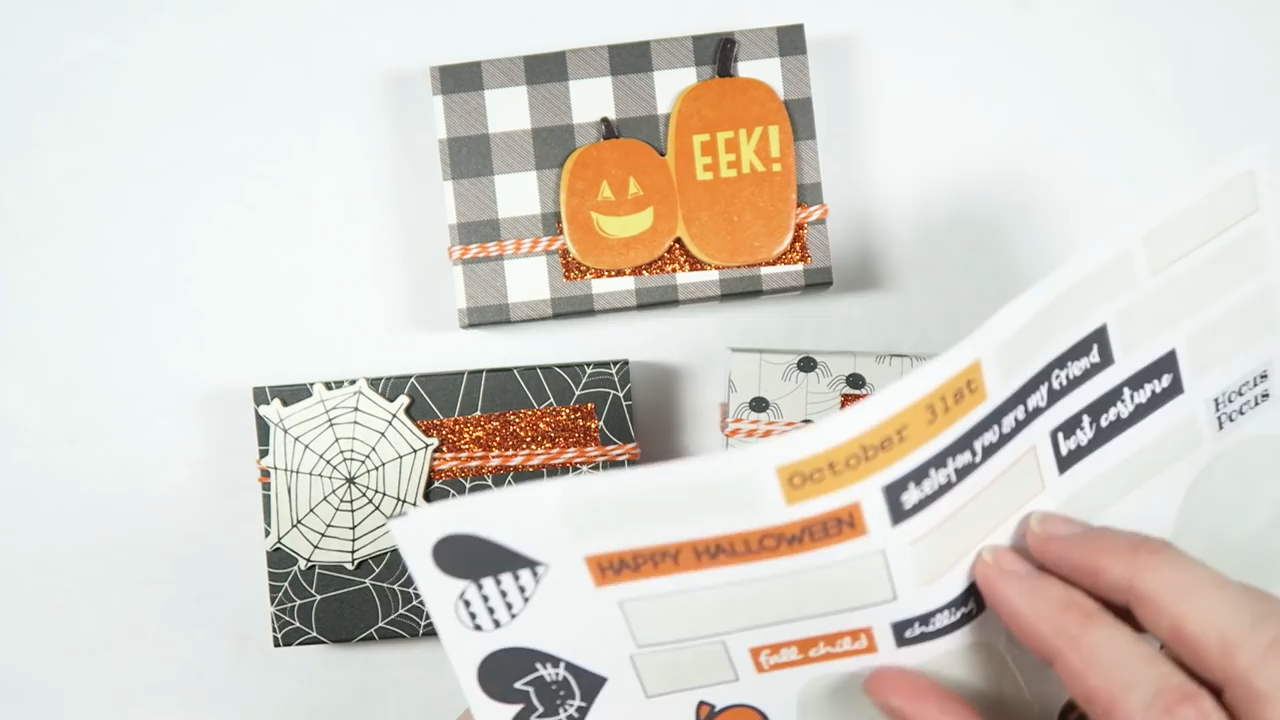 EEK!
October 31st
skeleton you are my friend
best costume
HOCUS
POCUS
HAPPY HALLOWEEN
fall child
chilling